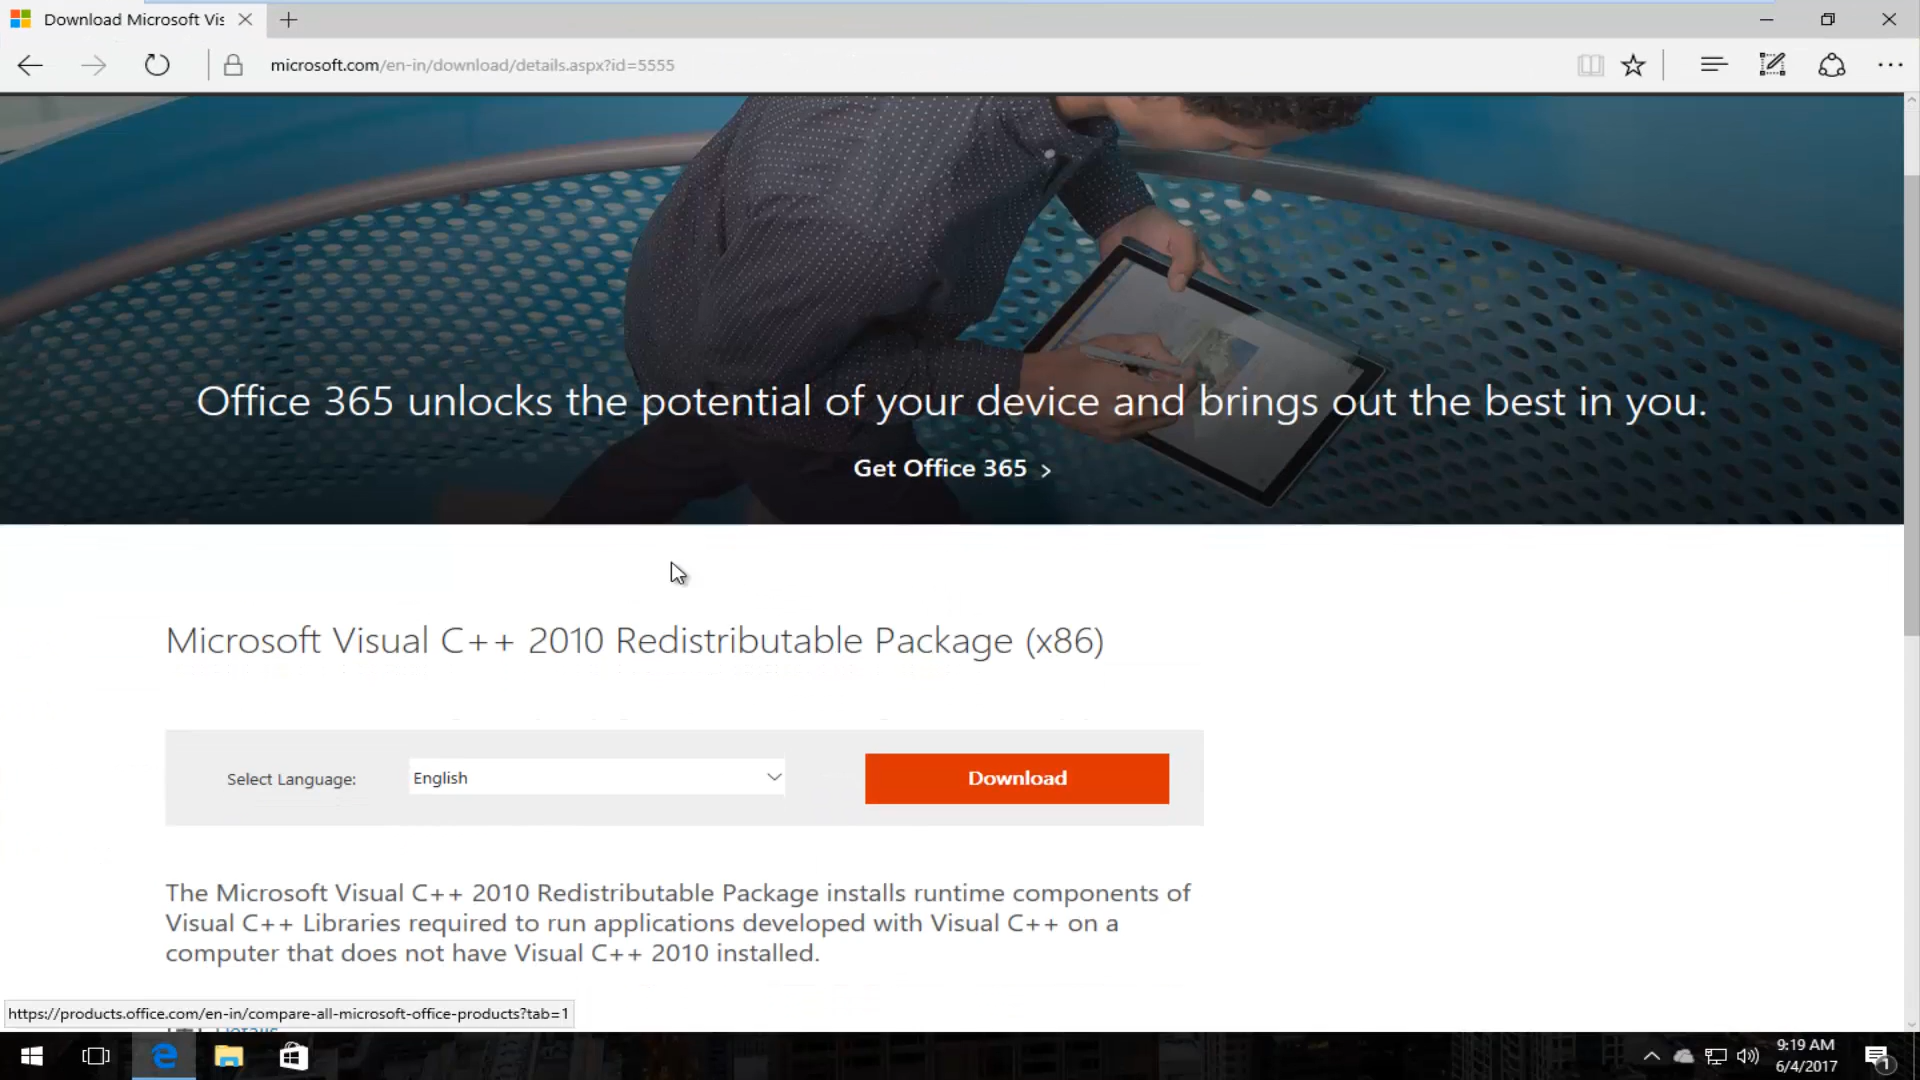 Download Microsoft Vis
microsoft.com/en-in/download/details.aspx?id=5555
Office 365 unlocks the potential of your device and brings out the best in you.
Get Office 365 >
Microsoft Visual C++ 2010 Redistributable Package (x86)
Select Language:
English
Download
The Microsoft Visual C++ 2010 Redistributable Package installs runtime components of
Visual C++ Libraries required to run applications developed with Visual C++ on a
computer that does not have Visual C++ 2010 installed.
https://products.office.com/en-in/compare-all-microsoft-office-products?tab=1
Details
9:19 AM
6/4/2017
1